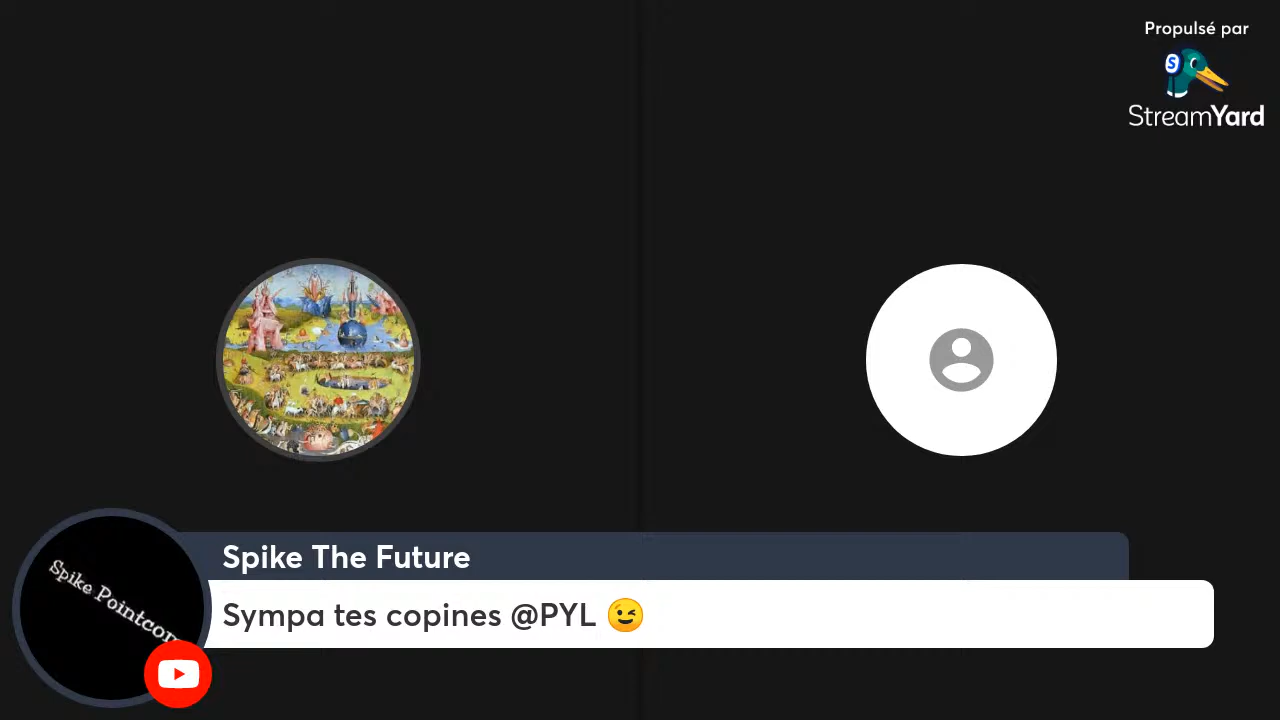 Propulsé par
S
StreamYard
Spike The Future
Spike Pointcom
Sympa tes copines @PYL 😉